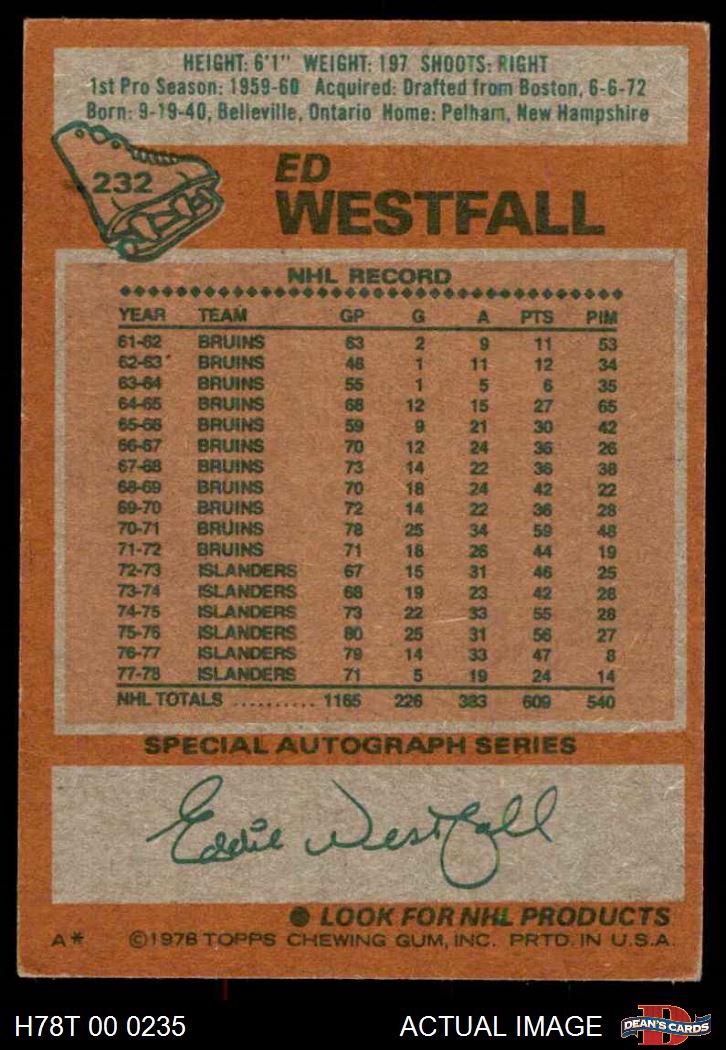 HEIGHT: 6'1" WEIGHT: 197 SHOOTS: RIGHT
1st Pro Season: 1959-60 Acquired: Drafted from Boston, 6-6-72
Born: 9-19-40, Belleville, Ontario Home: Pelham, New Hampshire
232
ED
WESTFALL
NHL RECORD
YEAR TEAM GP G A PTS PIM
61-62 BRUINS 63 2 9 11 53
62-63 BRUINS 48 1 11 12 34
63-64 BRUINS 55 1 5 6 35
64-65 BRUINS 68 12 15 27 65
65-66 BRUINS 59 9 21 30 42
66-67 BRUINS 70 12 24 36 26
67-68 BRUINS 73 14 22 36 38
68-69 BRUINS 70 18 24 42 22
69-70 BRUINS 72 14 22 36 28
70-71 BRUINS 78 25 34 59 48
71-72 BRUINS 71 18 26 44 19
72-73 ISLANDERS 67 15 31 46 25
73-74 ISLANDERS 68 19 23 42 28
74-75 ISLANDERS 73 22 33 55 28
75-76 ISLANDERS 80 25 31 56 27
76-77 ISLANDERS 79 14 33 47 8
77-78 ISLANDERS 71 5 19 24 14
NHL TOTALS .......... 1165 226 383 609 540
SPECIAL AUTOGRAPH SERIES
Eddie Westfall
● LOOK FOR NHL PRODUCTS
A* ©1978 TOPPS CHEWING GUM, INC. PRTD. IN U.S.A.
H78T 00 0235 ACTUAL IMAGE D DEAN'S CARDS